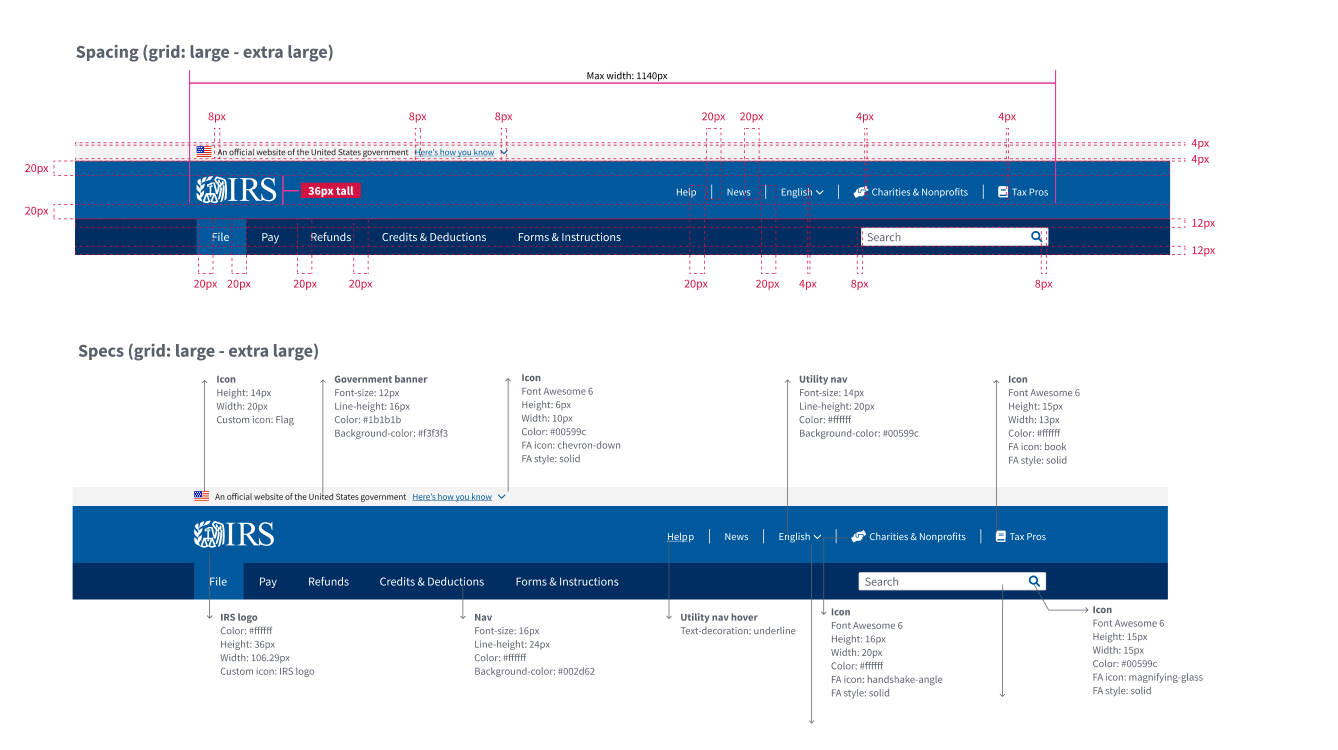 Spacing (grid: large - extra large)
Max width: 1140px
8px 8px 8px 20px 20px 4px 4px
4px
An official website of the United States government Here's how you know
4px
20px
IRS 36px tall Help News English Charities & Nonprofits Tax Pros
20px
12px
File Pay Refunds Credits & Deductions Forms & Instructions Search
12px
20px 20px 20px 20px 20px 20px 4px 8px 8px
Specs (grid: large - extra large)
Icon
Height: 14px
Width: 20px
Custom icon: Flag
Government banner
Font-size: 12px
Line-height: 16px
Color: #1b1b1b
Background-color: #f3f3f3
Icon
Font Awesome 6
Height: 6px
Width: 10px
Color: #00599c
FA icon: chevron-down
FA style: solid
Utility nav
Font-size: 14px
Line-height: 20px
Color: #ffffff
Background-color: #00599c
Icon
Font Awesome 6
Height: 15px
Width: 13px
Color: #ffffff
FA icon: book
FA style: solid
An official website of the United States government Here's how you know
IRS Helpp News English Charities & Nonprofits Tax Pros
File Pay Refunds Credits & Deductions Forms & Instructions Search
IRS logo
Color: #ffffff
Height: 36px
Width: 106.29px
Custom icon: IRS logo
Nav
Font-size: 16px
Line-height: 24px
Color: #ffffff
Background-color: #002d62
Utility nav hover
Text-decoration: underline
Icon
Font Awesome 6
Height: 16px
Width: 20px
Color: #ffffff
FA icon: handshake-angle
FA style: solid
Icon
Font Awesome 6
Height: 15px
Width: 15px
Color: #00599c
FA icon: magnifying-glass
FA style: solid